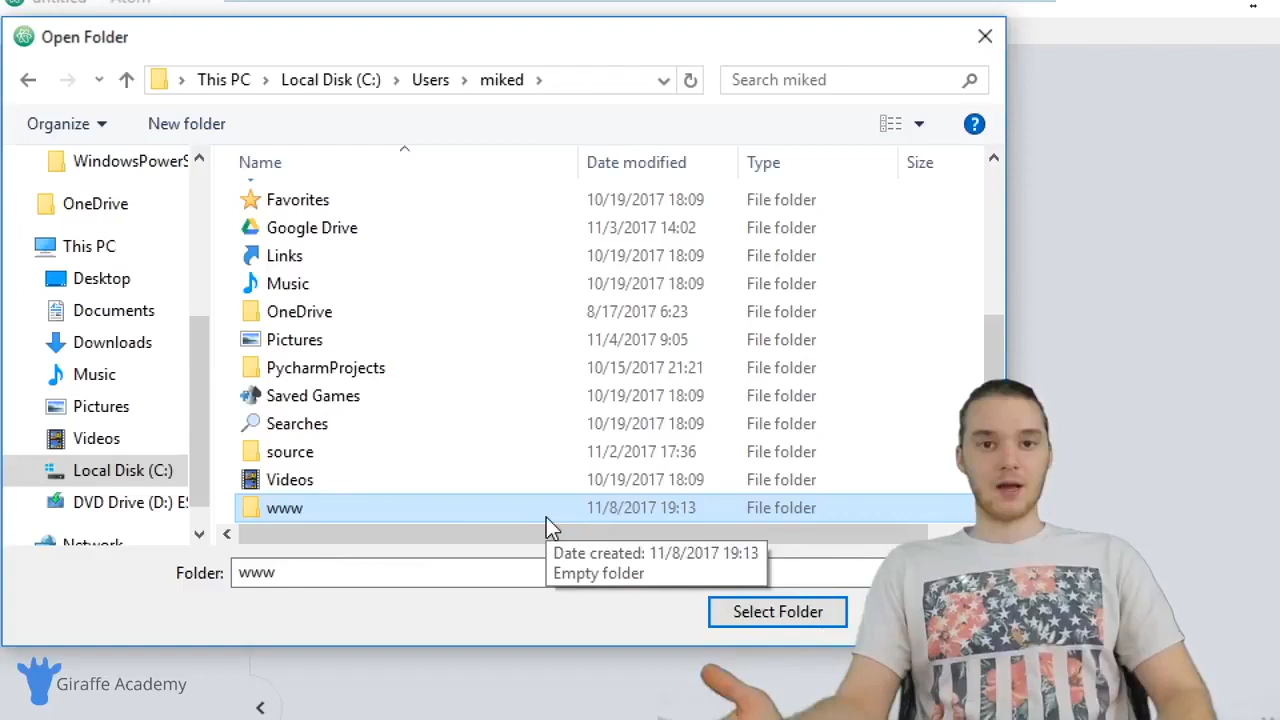 untitled — Atom
Open Folder
This PC > Local Disk (C:) > Users > miked >
Search miked
Organize
New folder
Name Date modified Type Size
WindowsPowerS
OneDrive
This PC
Desktop
Documents
Downloads
Music
Pictures
Videos
Local Disk (C:)
DVD Drive (D:) ES
Network
Favorites 10/19/2017 18:09 File folder
Google Drive 11/3/2017 14:02 File folder
Links 10/19/2017 18:09 File folder
Music 10/19/2017 18:09 File folder
OneDrive 8/17/2017 6:23 File folder
Pictures 11/4/2017 9:05 File folder
PycharmProjects 10/15/2017 21:21 File folder
Saved Games 10/19/2017 18:09 File folder
Searches 10/19/2017 18:09 File folder
source 11/2/2017 17:36 File folder
Videos 10/19/2017 18:09 File folder
www 11/8/2017 19:13 File folder
Date created: 11/8/2017 19:13
Empty folder
Folder: www
Select Folder
Giraffe Academy